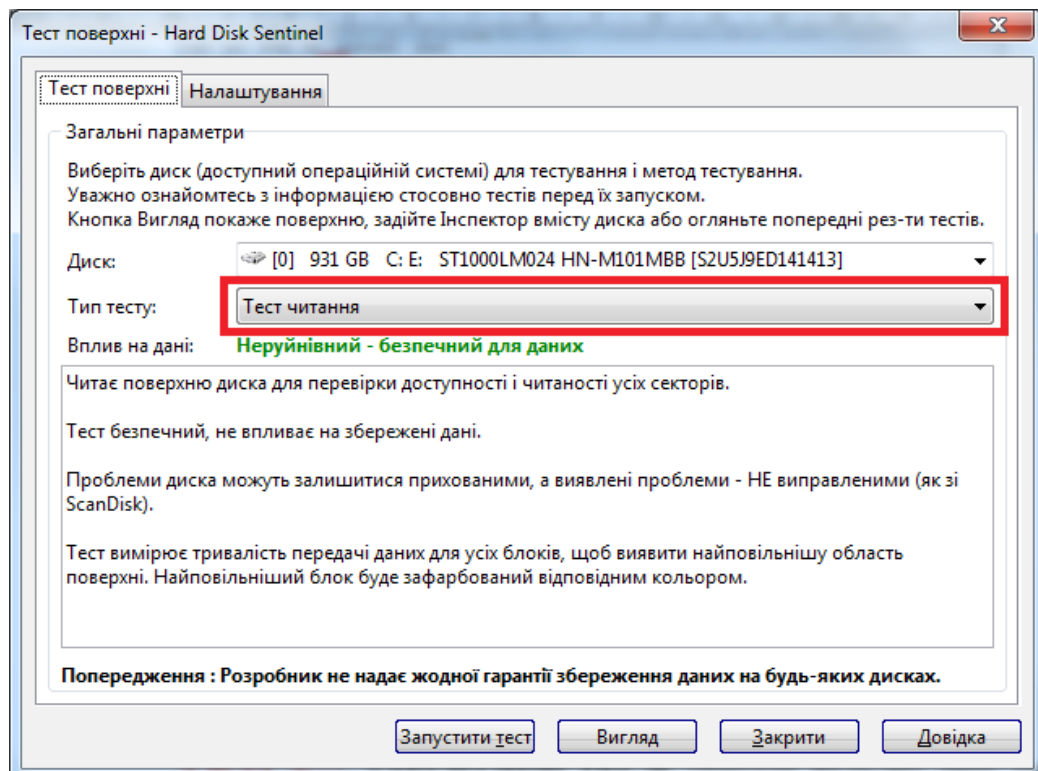 Тест поверхні - Hard Disk Sentinel
Тест поверхні
Налаштування
Загальні параметри
Виберіть диск (доступний операційній системі) для тестування і метод тестування.
Уважно ознайомтесь з інформацією стосовно тестів перед їх запуском.
Кнопка Вигляд покаже поверхню, задійте Інспектор вмісту диска або огляньте попередні рез-ти тестів.
Диск: [0] 931 GB C: E: ST1000LM024 HN-M101MBB [S2U5J9ED141413]
Тип тесту: Тест читання
Вплив на дані: Неруйнівний - безпечний для даних
Читає поверхню диска для перевірки доступності і читаності усіх секторів.
Тест безпечний, не впливає на збережені дані.
Проблеми диска можуть залишитися прихованими, а виявлені проблеми - НЕ виправленими (як зі
ScanDisk).
Тест вимірює тривалість передачі даних для усіх блоків, щоб виявити найповільнішу область
поверхні. Найповільніший блок буде зафарбований відповідним кольором.
Попередження : Розробник не надає жодної гарантії збереження даних на будь-яких дисках.
Запустити тест
Вигляд
Закрити
Довідка